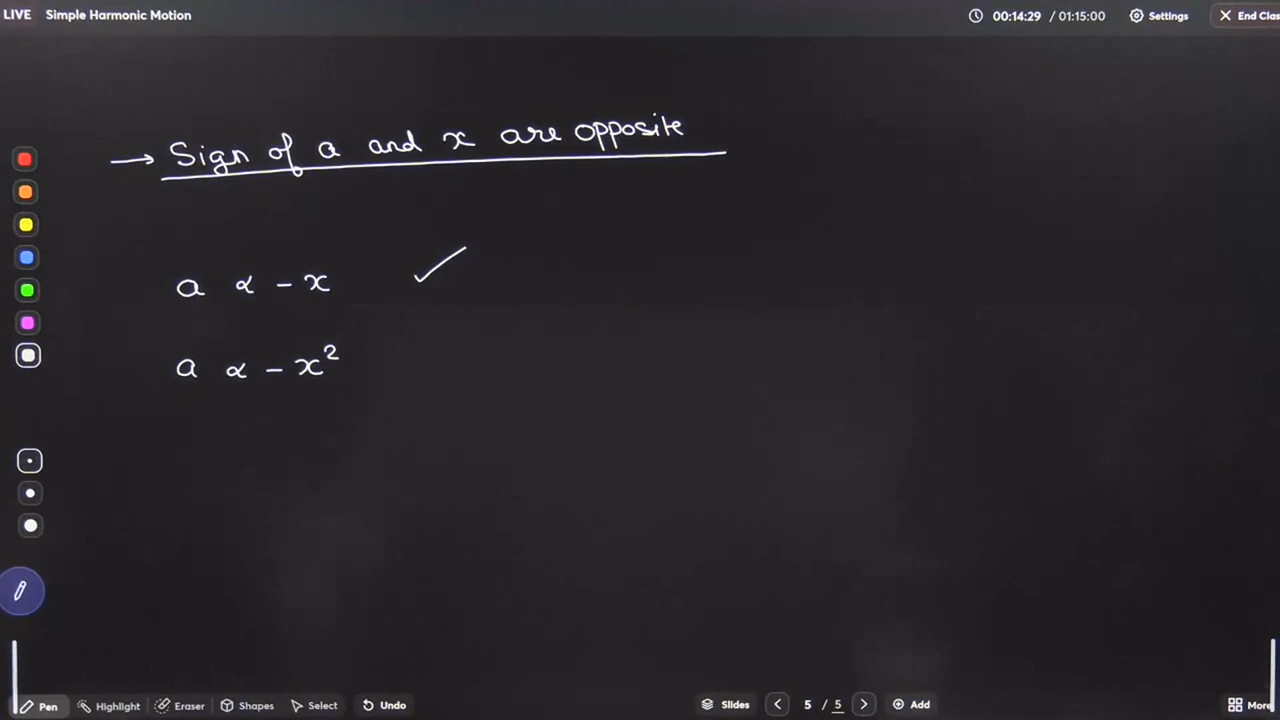 LIVE Simple Harmonic Motion 00:14:29 / 01:15:00 Settings End Clas
→ Sign of a and x are opposite
a ∝ - x ✓
a ∝ - x²
Pen Highlight Eraser Shapes Select Undo Slides 5 / 5 Add More